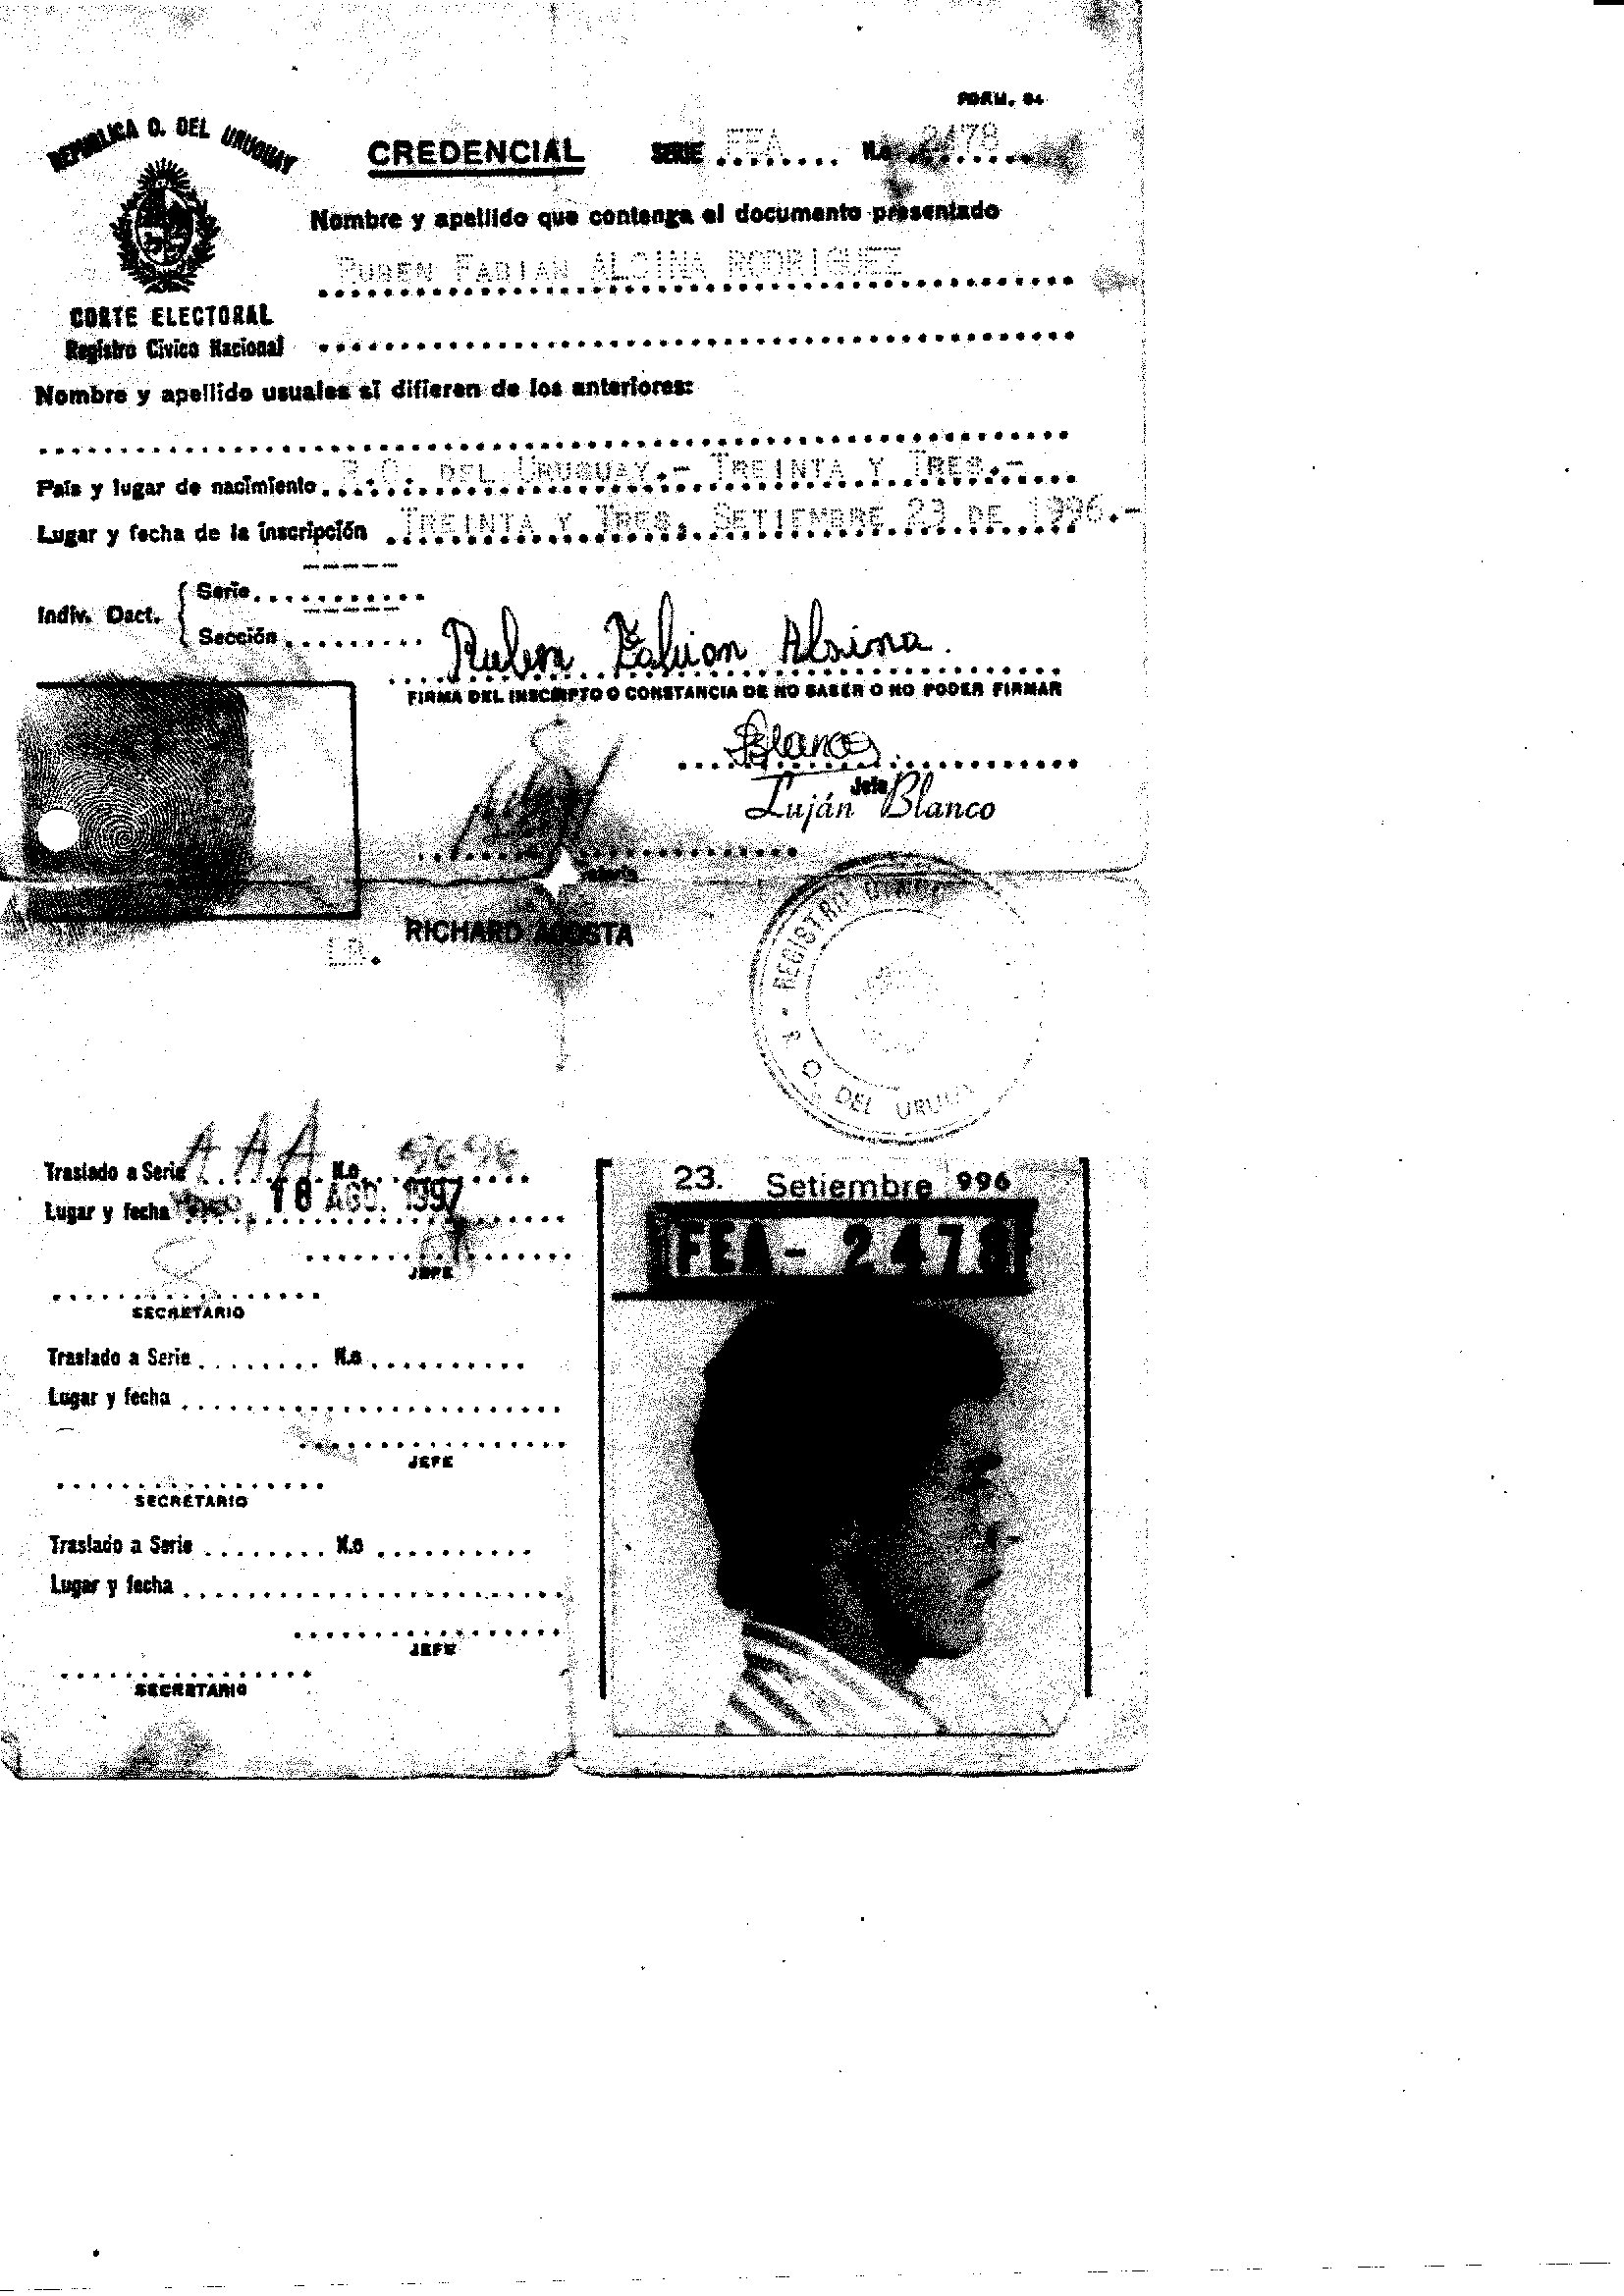 FORM. 04
REPUBLICA O. DEL URUGUAY
CREDENCIAL SERIE FEA N.o 2478
Nombre y apellido que contenga el documento presentado
RUBEN FABIAN ALSINA RODRIGUEZ
CORTE ELECTORAL
Registro Cívico Nacional
Nombre y apellido usuales si difieren de los anteriores:
País y lugar de nacimiento R.O. DEL URUGUAY.- TREINTA Y TRES.-
Lugar y fecha de la inscripción TREINTA Y TRES, SETIEMBRE 23 DE 1996.-
Indiv. Dact. { Serie
Sección
Ruben Fabian Alsina.
FIRMA DEL INSCRIPTO O CONSTANCIA DE NO SABER O NO PODER FIRMAR
Blanco
Jefe
Luján Blanco
RICHARD ACOSTA
REGISTRO
R. O. DEL URUGUAY
Traslado a Serie AAA N.o 9696
Lugar y fecha 18 AGO. 1997
JEFE
SECRETARIO
Traslado a Serie N.o
Lugar y fecha
JEFE
SECRETARIO
Traslado a Serie N.o
Lugar y fecha
JEFE
SECRETARIO
23. Setiembre 996
FEA - 2478